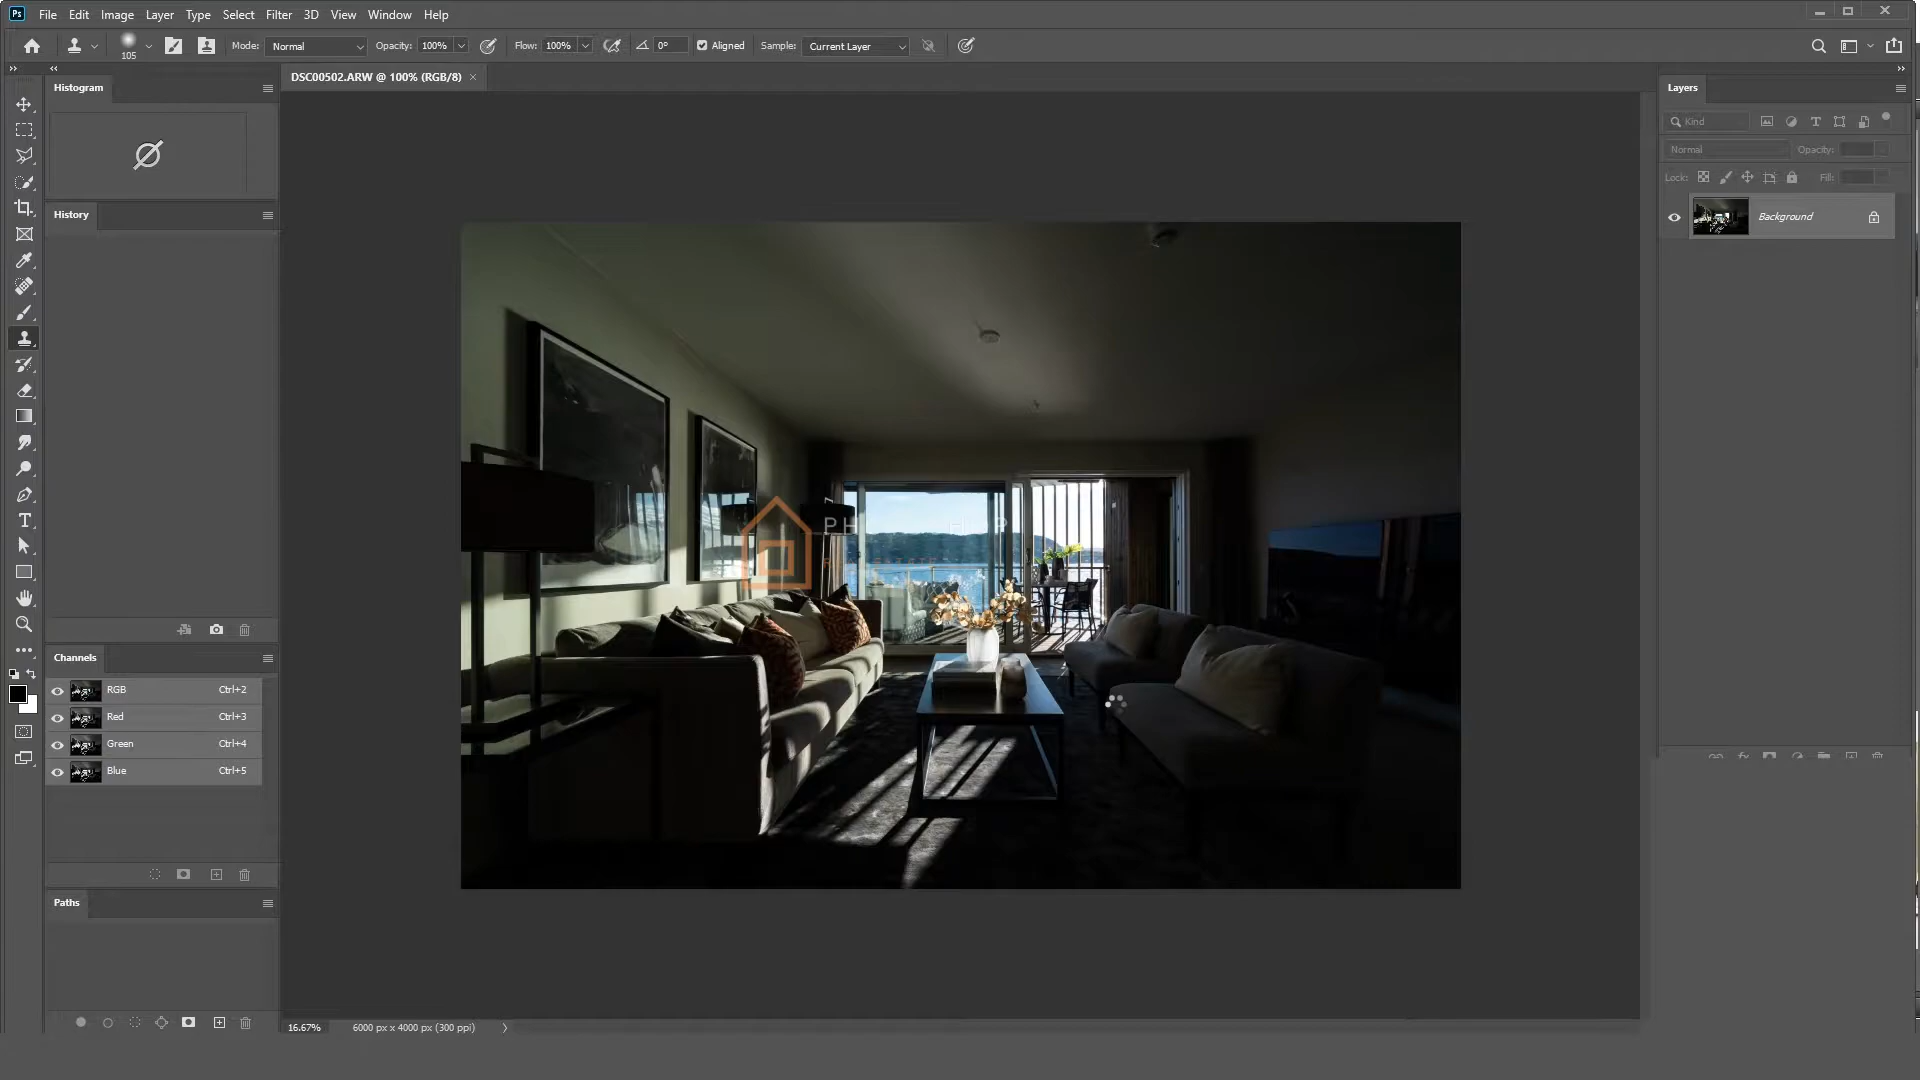 Ps File Edit Image Layer Type Select Filter 3D View Window Help
105 Mode: Normal Opacity: 100% Flow: 100% 0° Aligned Sample: Current Layer
DSC00502.ARW @ 100% (RGB/8)
Histogram
History
Channels
RGB Ctrl+2
Red Ctrl+3
Green Ctrl+4
Blue Ctrl+5
Paths
16.67% 6000 px x 4000 px (300 ppi)
Layers
Kind
Normal Opacity:
Lock: Fill:
Background